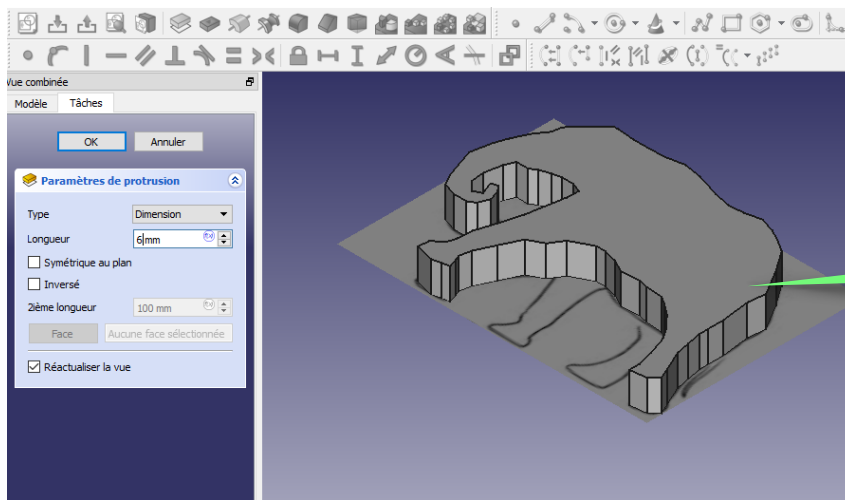 Vue combinée
Modèle Tâches
OK Annuler
Paramètres de protrusion
Type Dimension
Longueur 6 mm
Symétrique au plan
Inversé
2ième longueur 100 mm
Face Aucune face sélectionnée
Réactualiser la vue